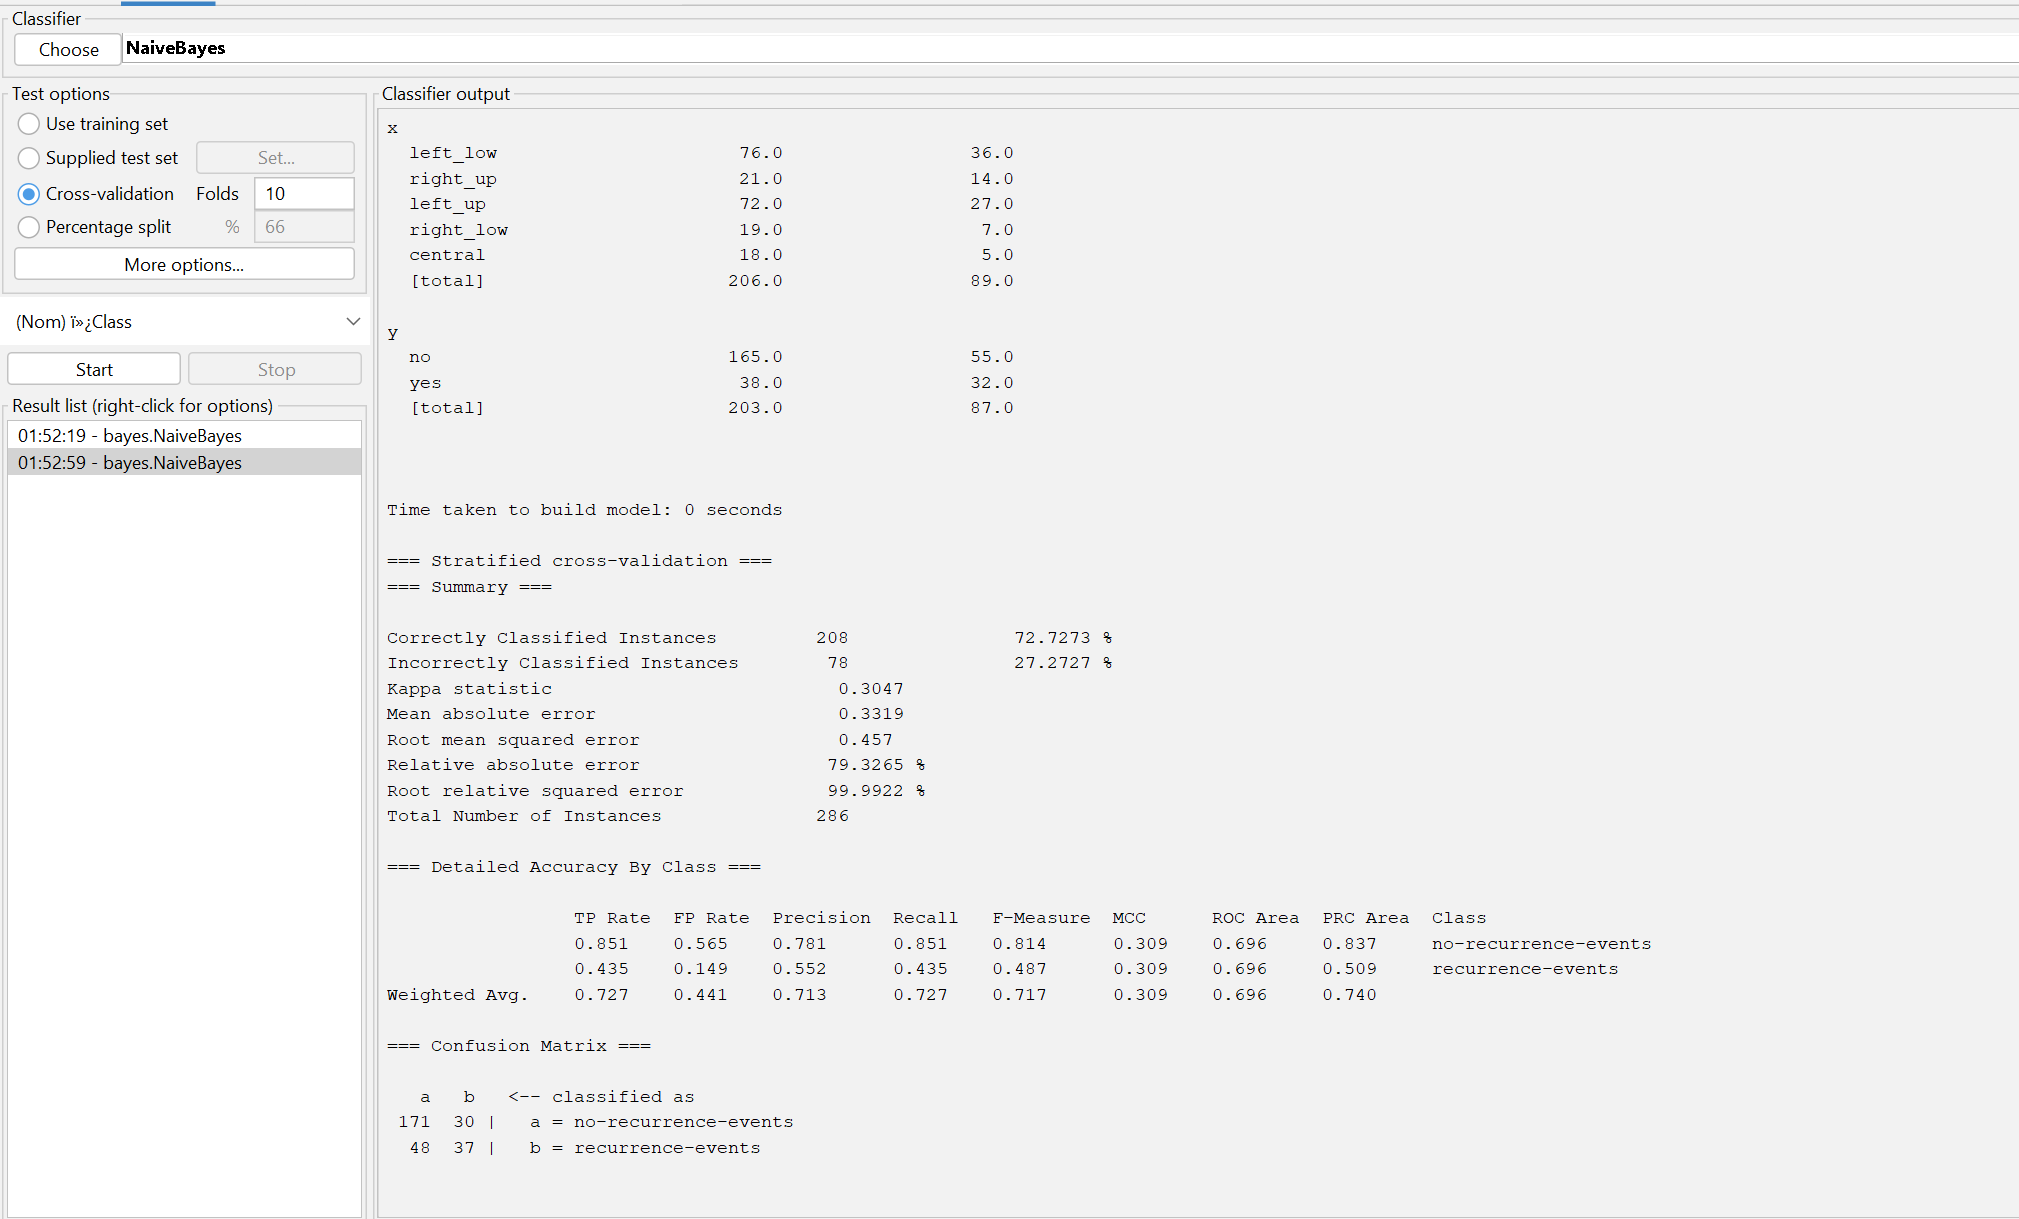 Classifier
Choose NaiveBayes
Test options
Use training set
Supplied test set Set...
Cross-validation Folds 10
Percentage split % 66
More options...
(Nom) ï»¿Class
Start Stop
Result list (right-click for options)
01:52:19 - bayes.NaiveBayes
01:52:59 - bayes.NaiveBayes
Classifier output
x
left_low 76.0 36.0
right_up 21.0 14.0
left_up 72.0 27.0
right_low 19.0 7.0
central 18.0 5.0
[total] 206.0 89.0
y
no 165.0 55.0
yes 38.0 32.0
[total] 203.0 87.0
Time taken to build model: 0 seconds
=== Stratified cross-validation ===
=== Summary ===
Correctly Classified Instances 208 72.7273 %
Incorrectly Classified Instances 78 27.2727 %
Kappa statistic 0.3047
Mean absolute error 0.3319
Root mean squared error 0.457
Relative absolute error 79.3265 %
Root relative squared error 99.9922 %
Total Number of Instances 286
=== Detailed Accuracy By Class ===
TP Rate FP Rate Precision Recall F-Measure MCC ROC Area PRC Area Class
0.851 0.565 0.781 0.851 0.814 0.309 0.696 0.837 no-recurrence-events
0.435 0.149 0.552 0.435 0.487 0.309 0.696 0.509 recurrence-events
Weighted Avg. 0.727 0.441 0.713 0.727 0.717 0.309 0.696 0.740
=== Confusion Matrix ===
a b <-- classified as
171 30 | a = no-recurrence-events
48 37 | b = recurrence-events